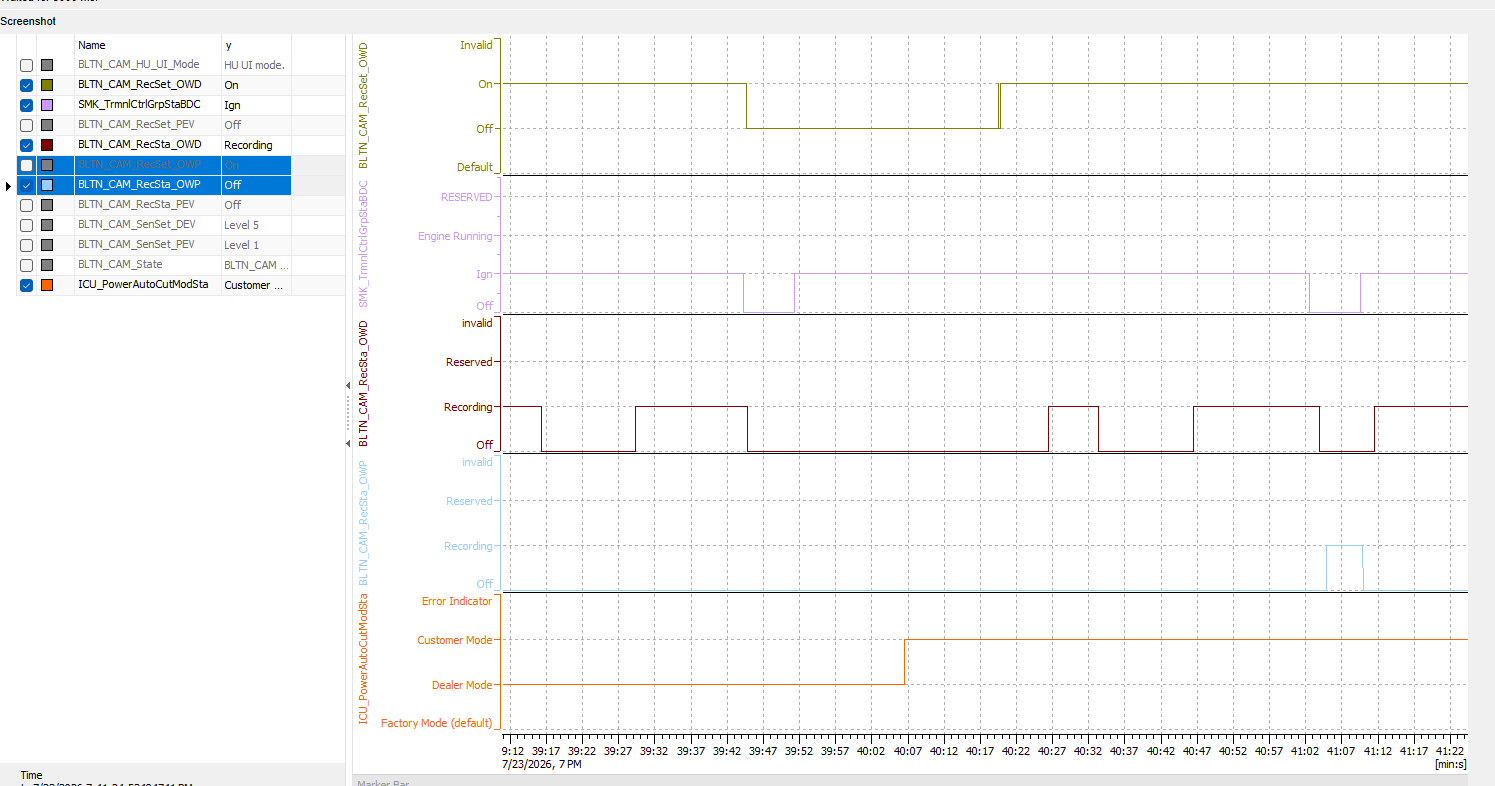 Screenshot
Name y
BLTN_CAM_HU_UI_Mode HU UI mode.
BLTN_CAM_RecSet_OWD On
SMK_TrmnlCtrlGrpStaBDC Ign
BLTN_CAM_RecSet_PEV Off
BLTN_CAM_RecSta_OWD Recording
BLTN_CAM_RecSet_OWP On
BLTN_CAM_RecSta_OWP Off
BLTN_CAM_RecSta_PEV Off
BLTN_CAM_SenSet_DEV Level 5
BLTN_CAM_SenSet_PEV Level 1
BLTN_CAM_State BLTN_CAM ...
ICU_PowerAutoCutModSta Customer ...
Time
BLTN_CAM_RecSet_OWD
Invalid
On
Off
Default
SMK_TrmnlCtrlGrpStaBDC
RESERVED
Engine Running
Ign
Off
BLTN_CAM_RecSta_OWD
invalid
Reserved
Recording
Off
BLTN_CAM_RecSta_OWP
invalid
Reserved
Recording
Off
ICU_PowerAutoCutModSta
Error Indicator
Customer Mode
Dealer Mode
Factory Mode (default)
9:12 39:17 39:22 39:27 39:32 39:37 39:42 39:47 39:52 39:57 40:02 40:07 40:12 40:17 40:22 40:27 40:32 40:37 40:42 40:47 40:52 40:57 41:02 41:07 41:12 41:17 41:22
7/23/2026, 7 PM [min:s]
Marker Bar